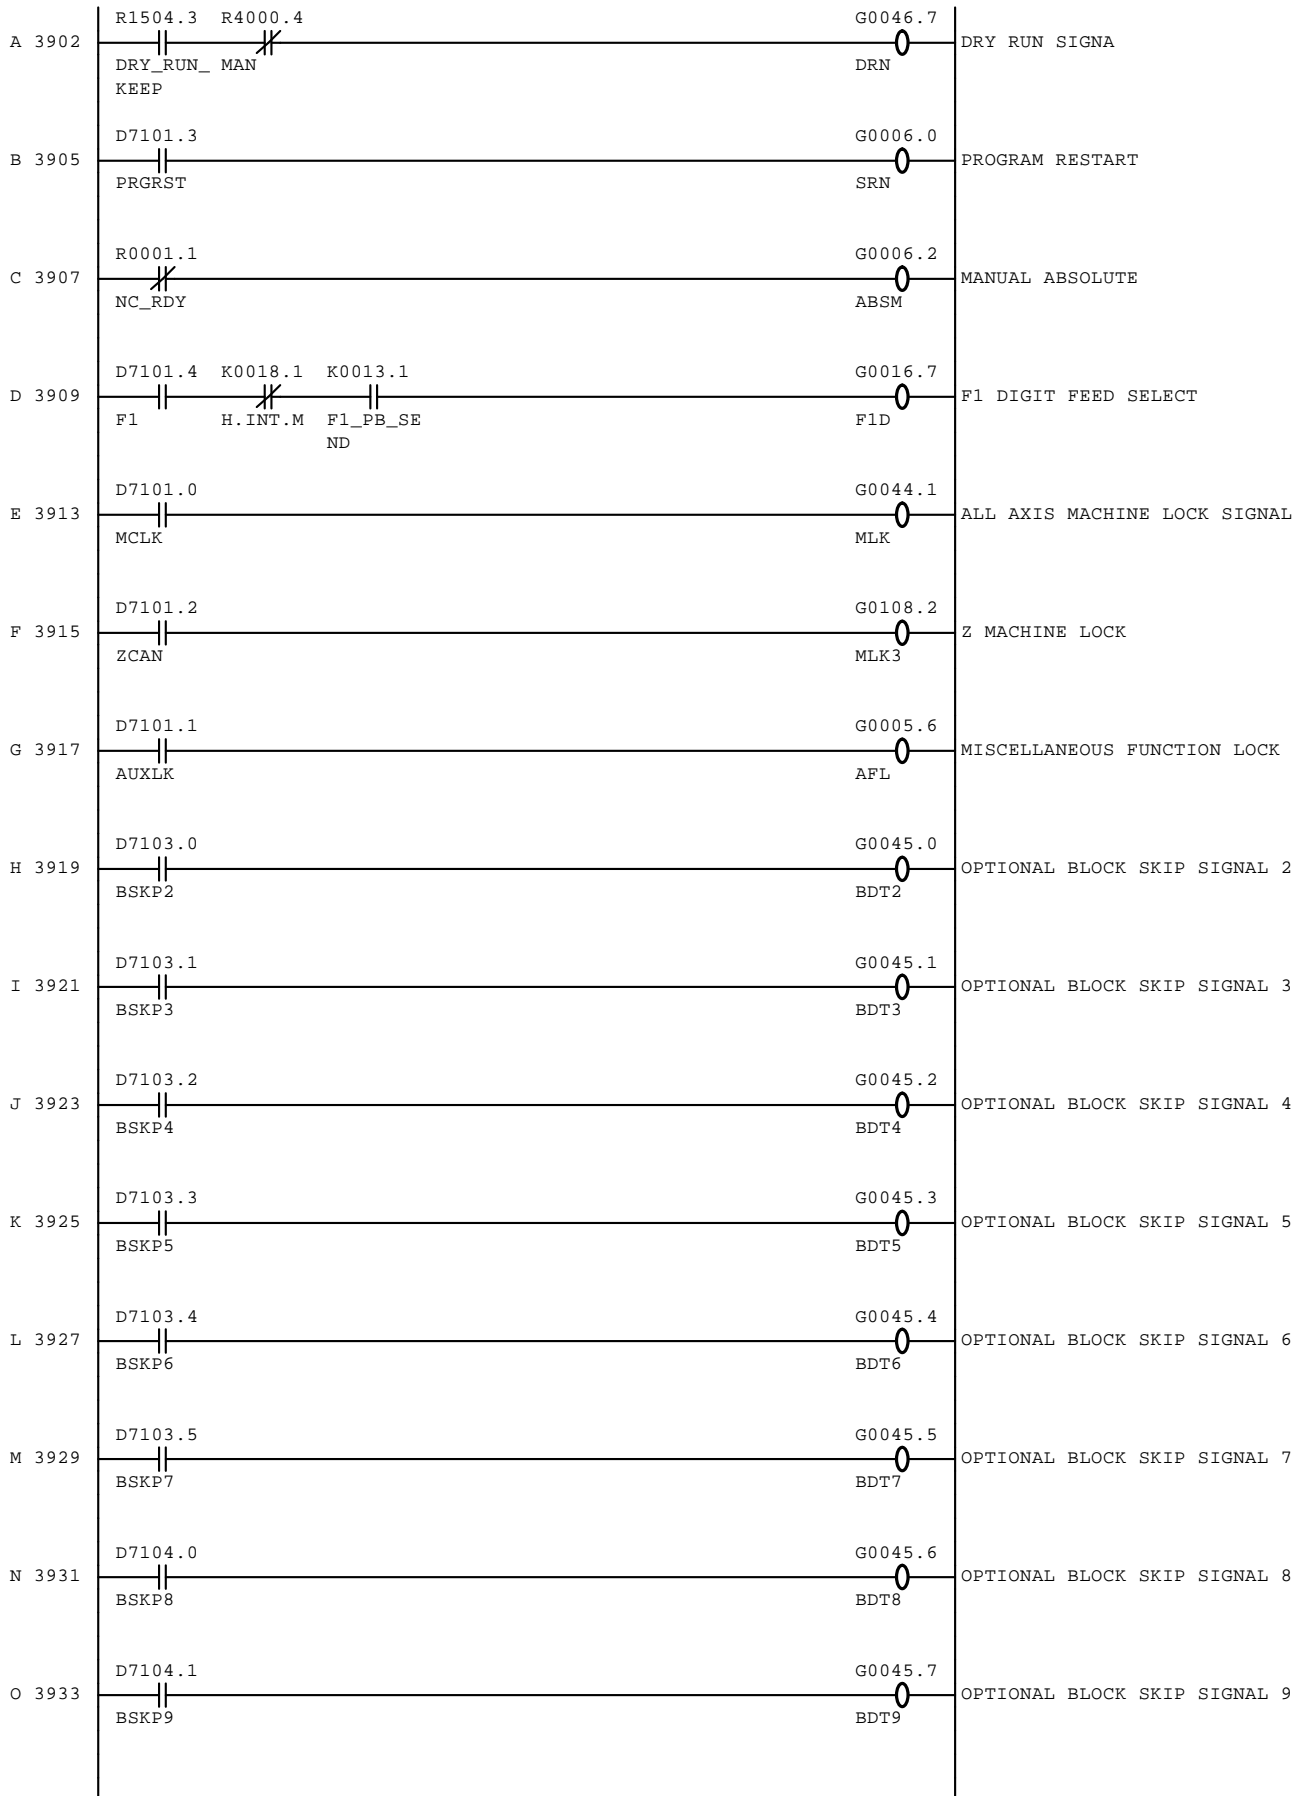 R1504.3 R4000.4 G0046.7
A 3902 DRY RUN SIGNA
DRY_RUN_ MAN DRN
KEEP
D7101.3 G0006.0
B 3905 PROGRAM RESTART
PRGRST SRN
R0001.1 G0006.2
C 3907 MANUAL ABSOLUTE
NC_RDY ABSM
D7101.4 K0018.1 K0013.1 G0016.7
D 3909 F1 DIGIT FEED SELECT
F1 H.INT.M F1_PB_SE F1D
ND
D7101.0 G0044.1
E 3913 ALL AXIS MACHINE LOCK SIGNAL
MCLK MLK
D7101.2 G0108.2
F 3915 Z MACHINE LOCK
ZCAN MLK3
D7101.1 G0005.6
G 3917 MISCELLANEOUS FUNCTION LOCK
AUXLK AFL
D7103.0 G0045.0
H 3919 OPTIONAL BLOCK SKIP SIGNAL 2
BSKP2 BDT2
D7103.1 G0045.1
I 3921 OPTIONAL BLOCK SKIP SIGNAL 3
BSKP3 BDT3
D7103.2 G0045.2
J 3923 OPTIONAL BLOCK SKIP SIGNAL 4
BSKP4 BDT4
D7103.3 G0045.3
K 3925 OPTIONAL BLOCK SKIP SIGNAL 5
BSKP5 BDT5
D7103.4 G0045.4
L 3927 OPTIONAL BLOCK SKIP SIGNAL 6
BSKP6 BDT6
D7103.5 G0045.5
M 3929 OPTIONAL BLOCK SKIP SIGNAL 7
BSKP7 BDT7
D7104.0 G0045.6
N 3931 OPTIONAL BLOCK SKIP SIGNAL 8
BSKP8 BDT8
D7104.1 G0045.7
O 3933 OPTIONAL BLOCK SKIP SIGNAL 9
BSKP9 BDT9